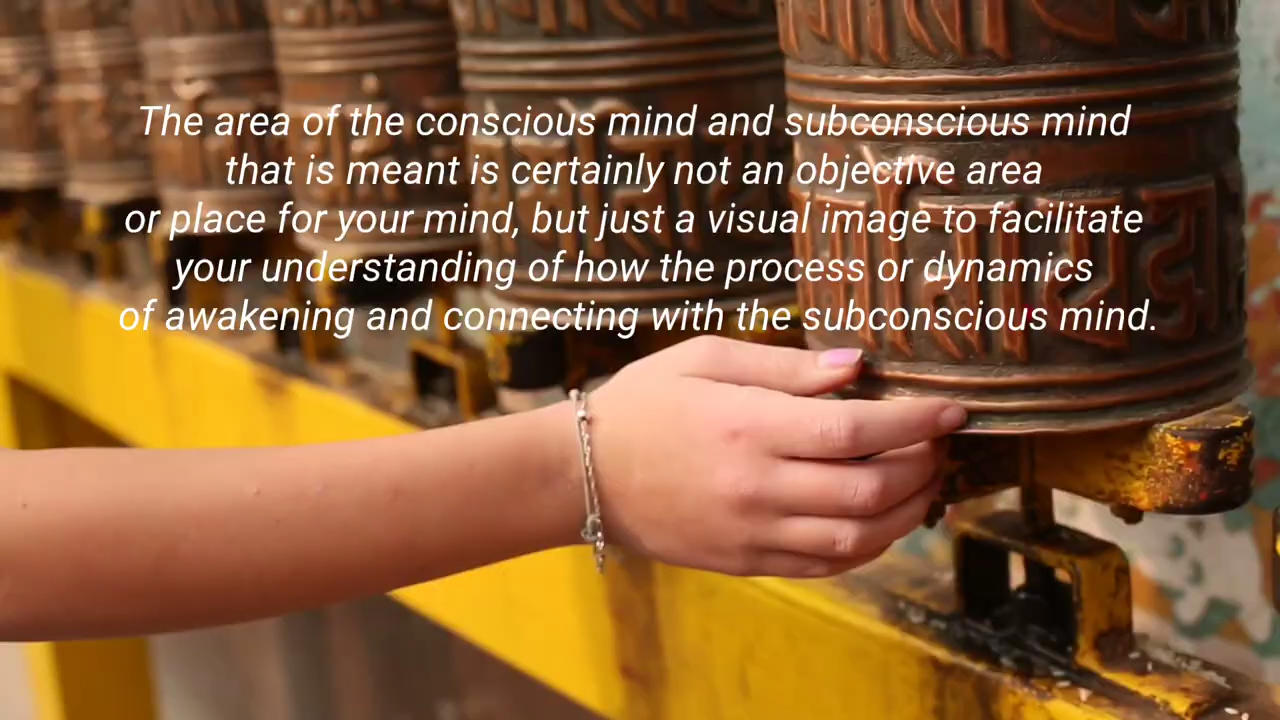 The area of the conscious mind and subconscious mind
that is meant is certainly not an objective area
or place for your mind, but just a visual image to facilitate
your understanding of how the process or dynamics
of awakening and connecting with the subconscious mind.